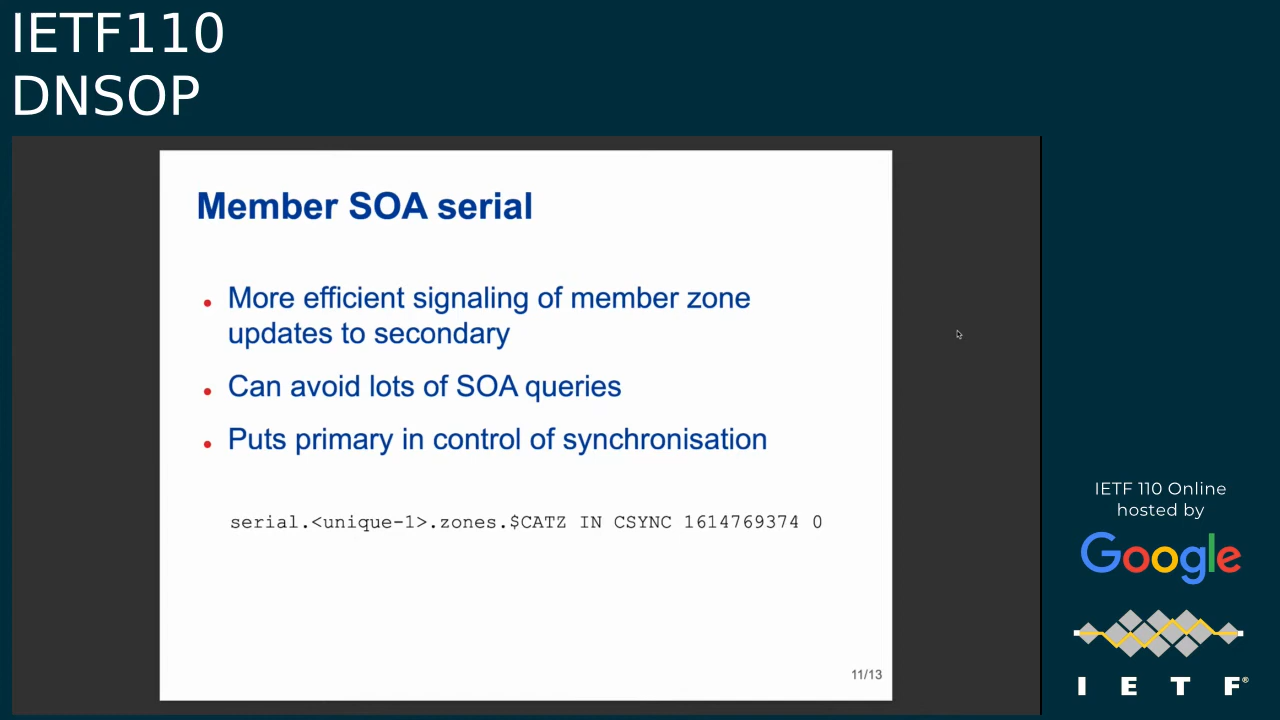 IETF110
DNSOP
Member SOA serial
• More efficient signaling of member zone
updates to secondary
• Can avoid lots of SOA queries
• Puts primary in control of synchronisation
serial.<unique-1>.zones.$CATZ IN CSYNC 1614769374 0
11/13
IETF 110 Online
hosted by
Google
I E T F®